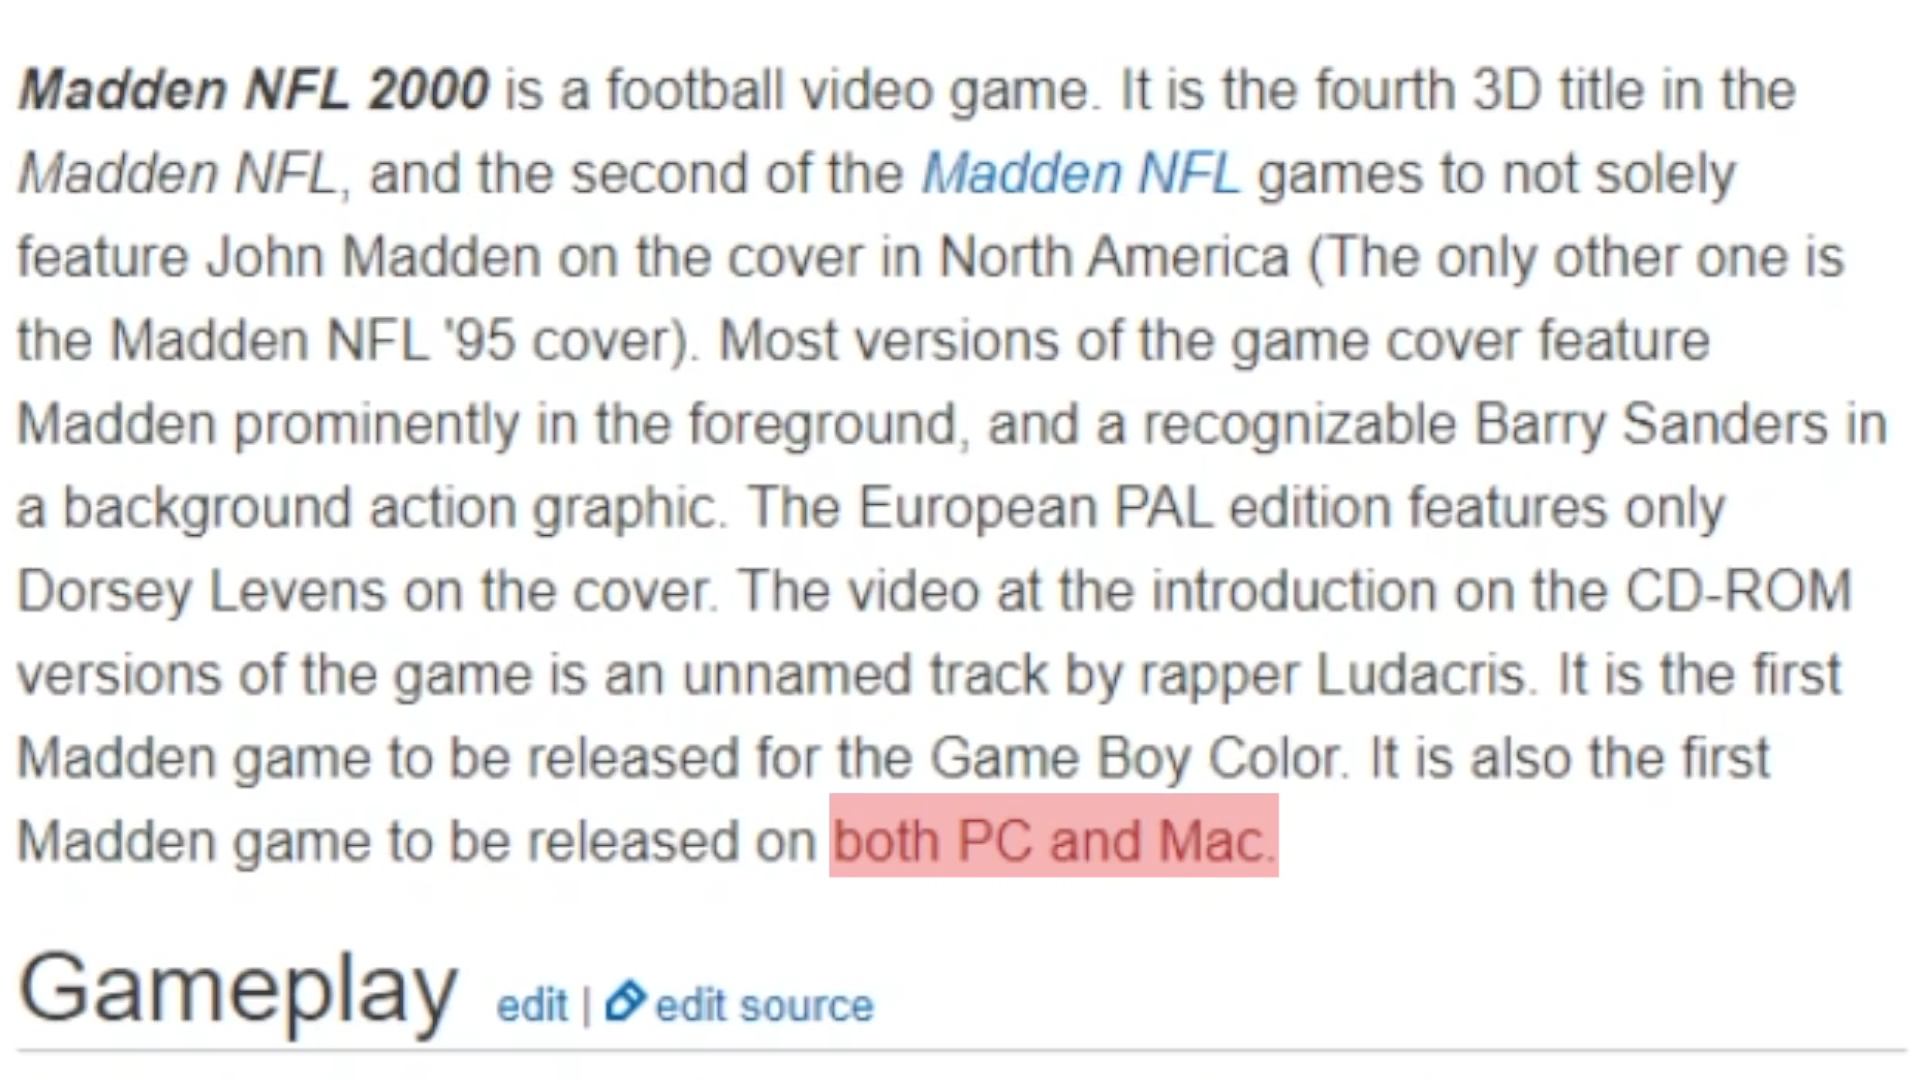 Madden NFL 2000 is a football video game. It is the fourth 3D title in the
Madden NFL, and the second of the Madden NFL games to not solely
feature John Madden on the cover in North America (The only other one is
the Madden NFL '95 cover). Most versions of the game cover feature
Madden prominently in the foreground, and a recognizable Barry Sanders in
a background action graphic. The European PAL edition features only
Dorsey Levens on the cover. The video at the introduction on the CD-ROM
versions of the game is an unnamed track by rapper Ludacris. It is the first
Madden game to be released for the Game Boy Color. It is also the first
Madden game to be released on both PC and Mac.
Gameplay edit | edit source